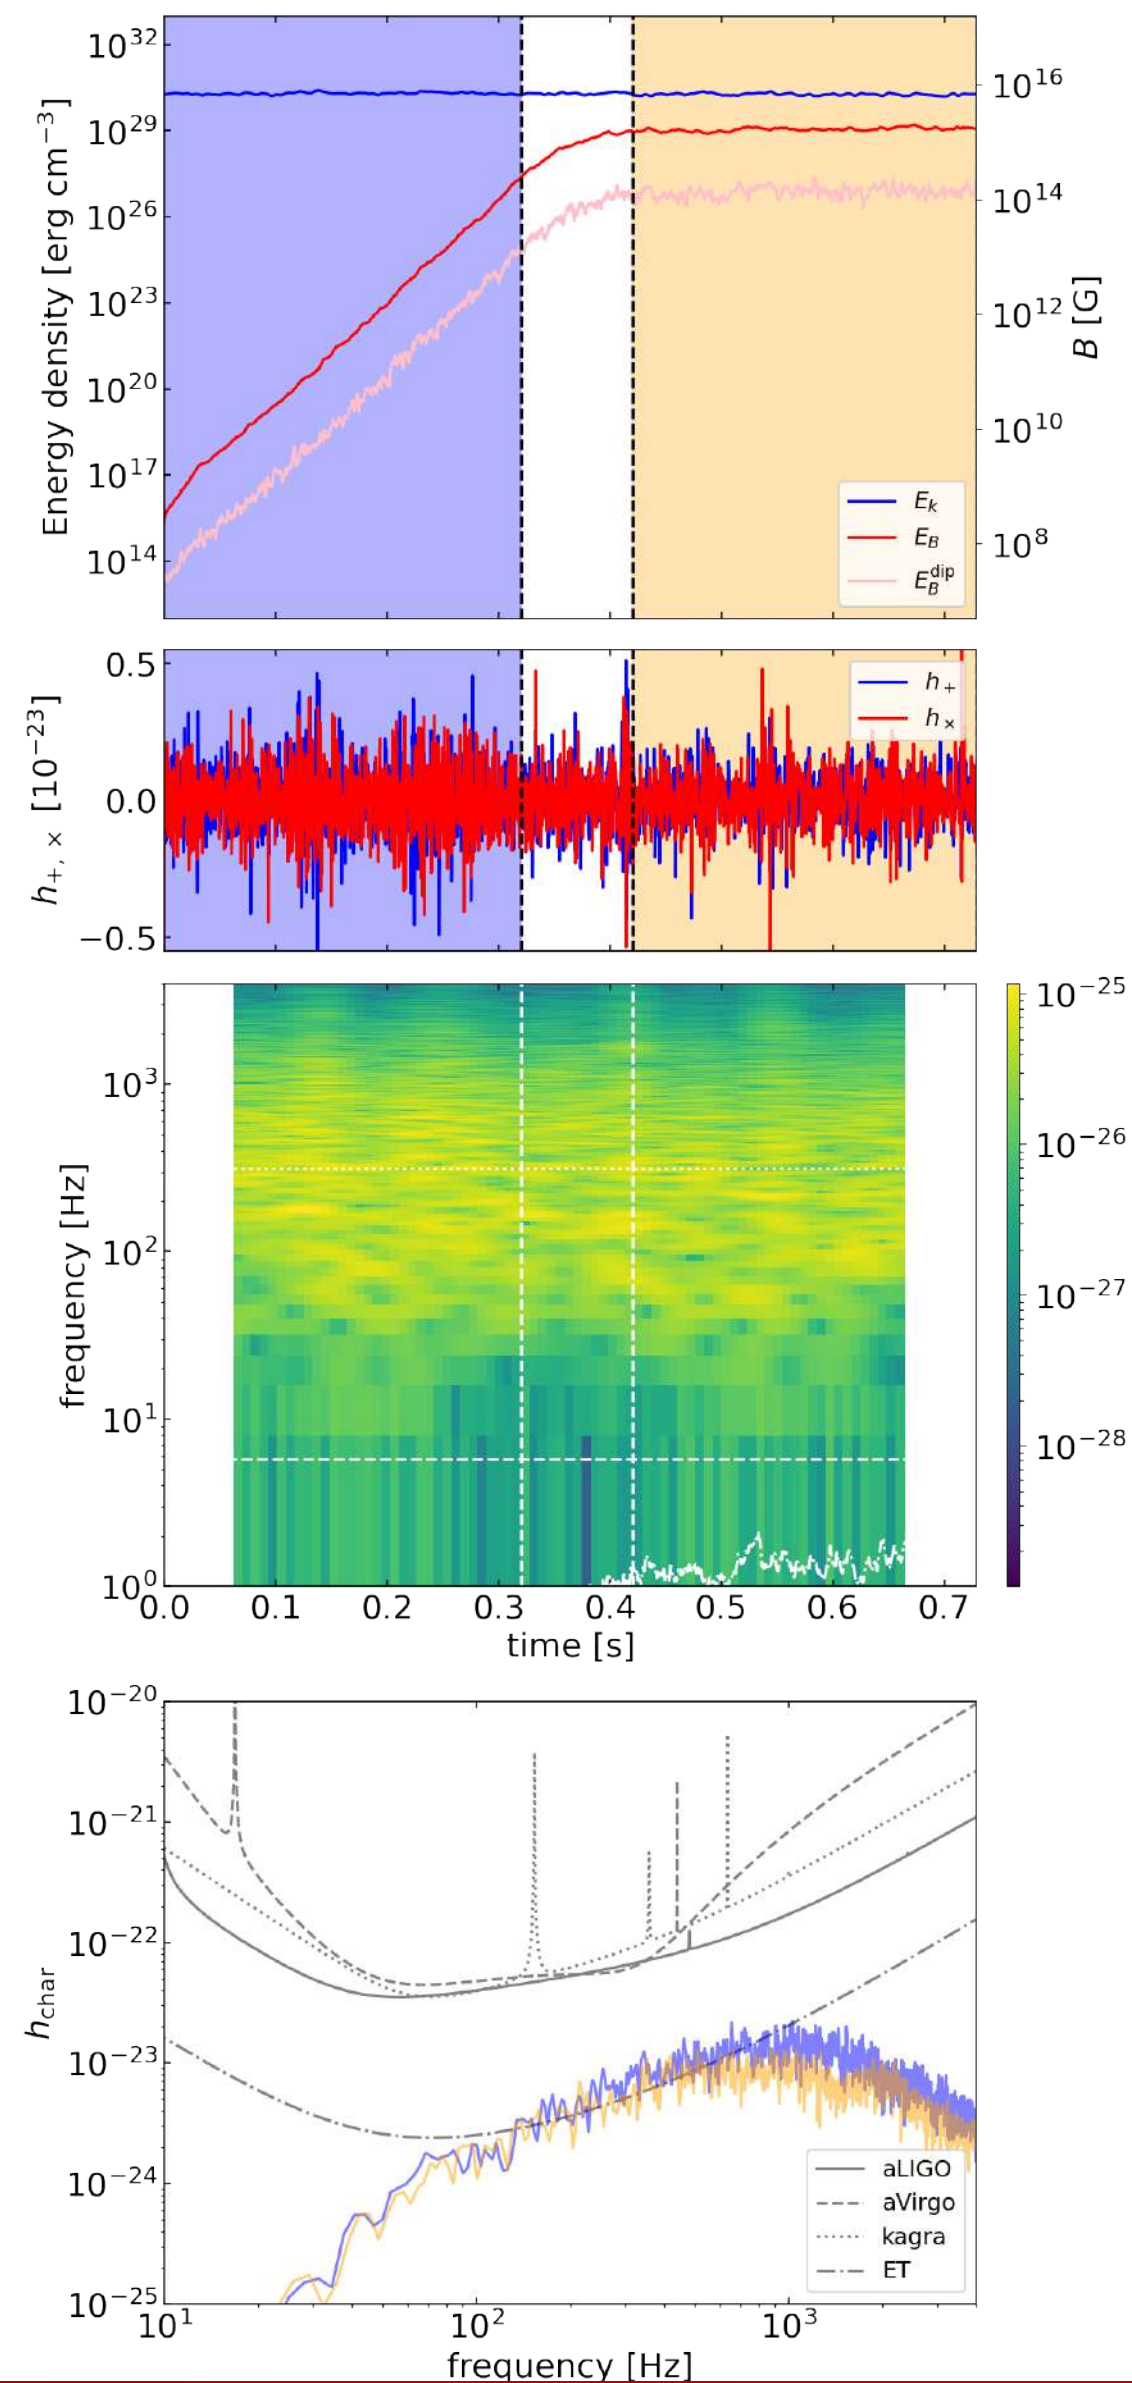 10^32
10^29
10^26
10^23
10^20
10^17
10^14
Energy density [erg cm^−3]
10^16
10^14
10^12
10^10
10^8
B [G]
E_k
E_B
E_B^dip
0.5
0.0
−0.5
h_+, × [10^−23]
h_+
h_×
10^3
10^2
10^1
10^0
frequency [Hz]
10^−25
10^−26
10^−27
10^−28
0.0 0.1 0.2 0.3 0.4 0.5 0.6 0.7
time [s]
10^−20
10^−21
10^−22
10^−23
10^−24
10^−25
h_char
aLIGO
aVirgo
kagra
ET
10^1 10^2 10^3
frequency [Hz]